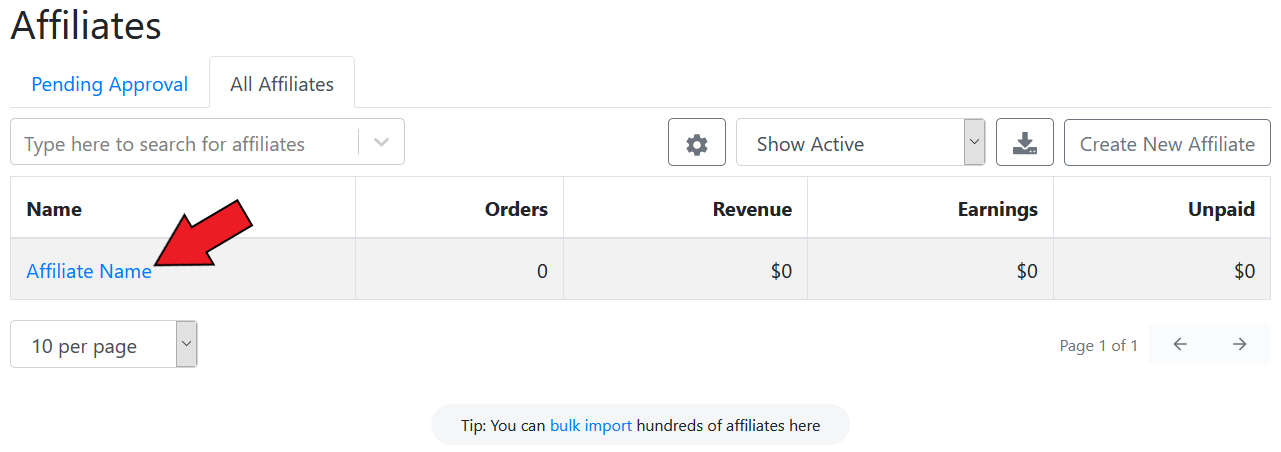 Affiliates
Pending Approval All Affiliates
Type here to search for affiliates Show Active Create New Affiliate
Name Orders Revenue Earnings Unpaid
Affiliate Name 0 $0 $0 $0
10 per page Page 1 of 1
Tip: You can bulk import hundreds of affiliates here